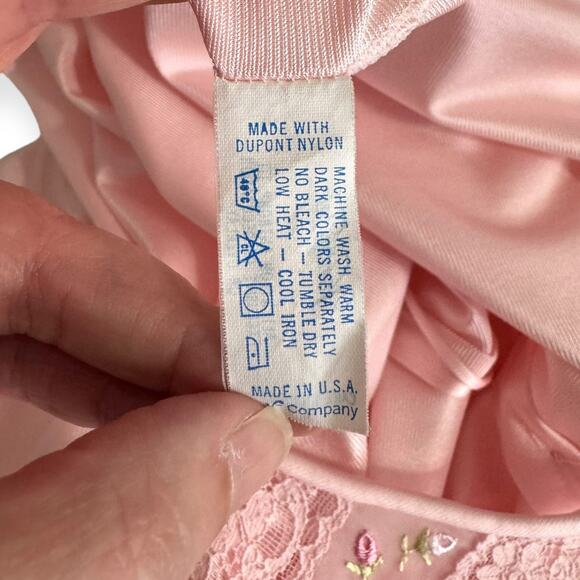 MADE WITH
DUPONT NYLON
40°C
CL
MACHINE WASH WARM
DARK COLORS SEPARATELY
NO BLEACH — TUMBLE DRY
LOW HEAT — COOL IRON
MADE IN U.S.A.
company